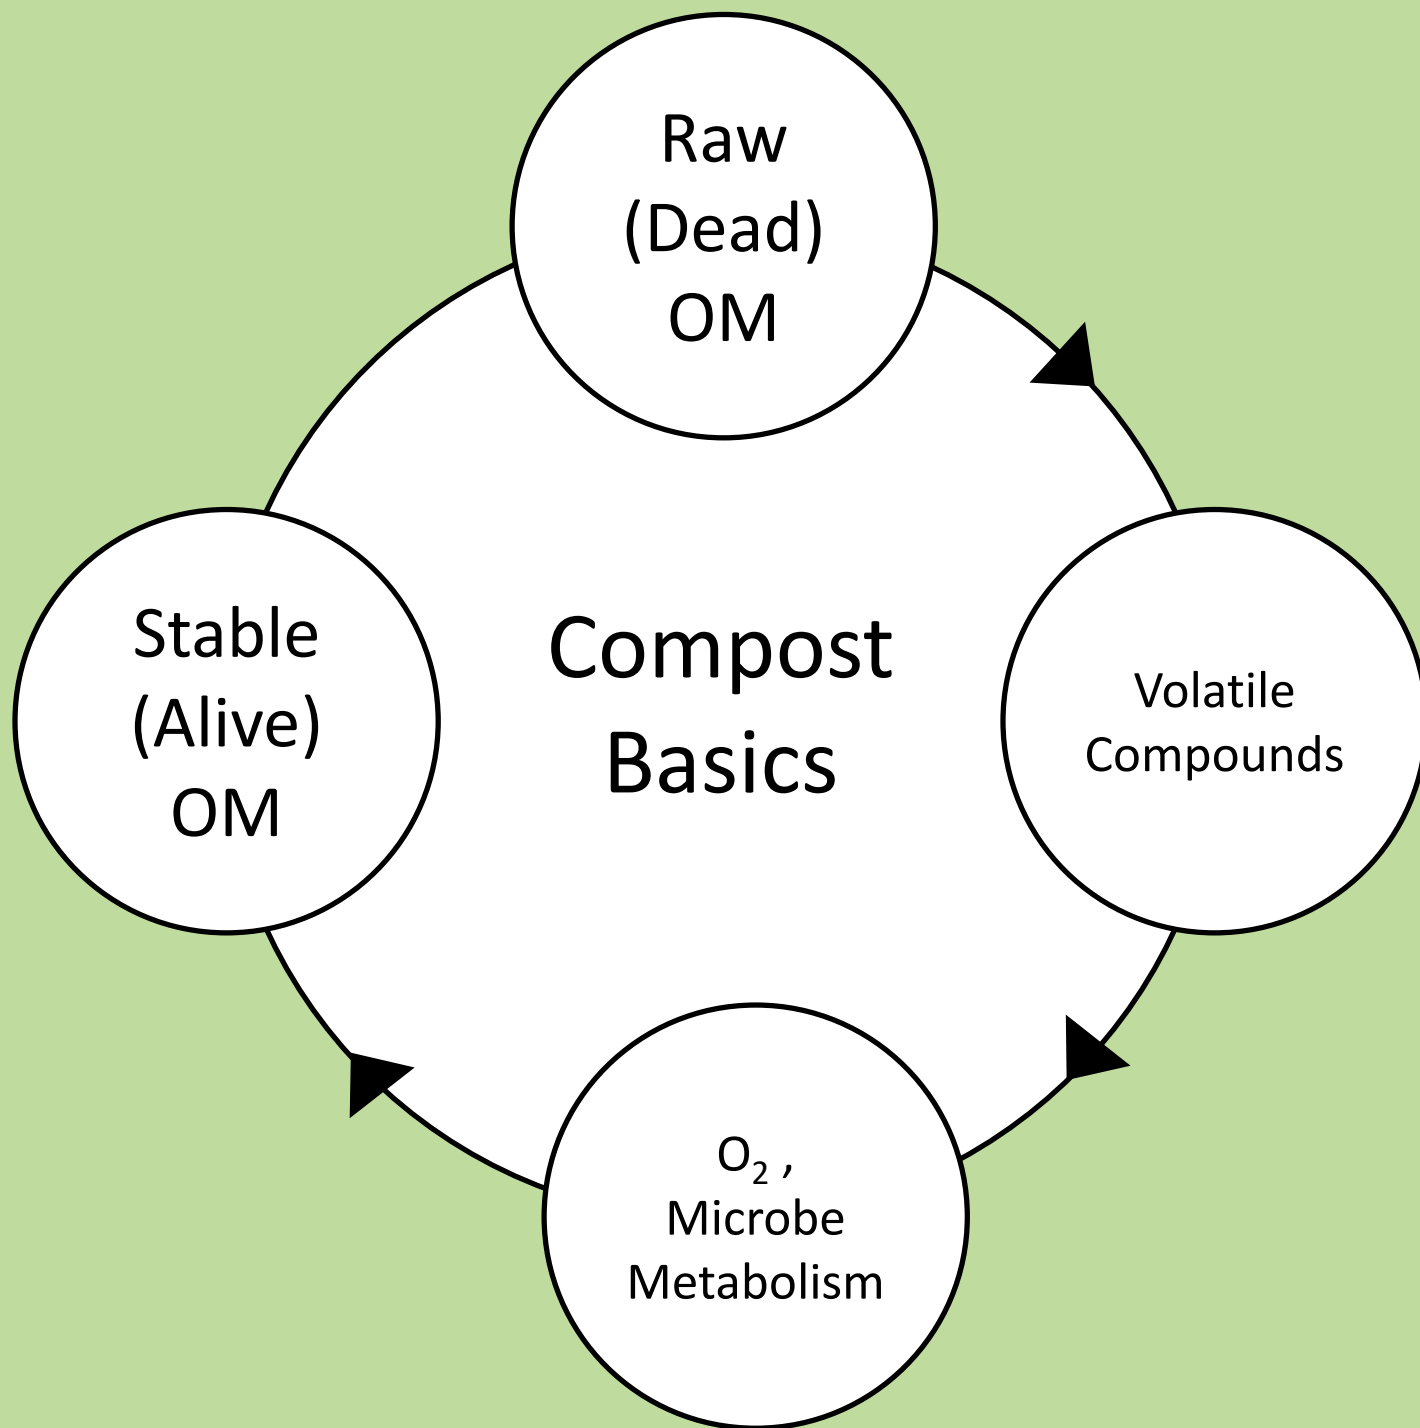 Raw
(Dead)
OM
Stable
(Alive)
OM
Compost
Basics
Volatile
Compounds
O₂ ,
Microbe
Metabolism